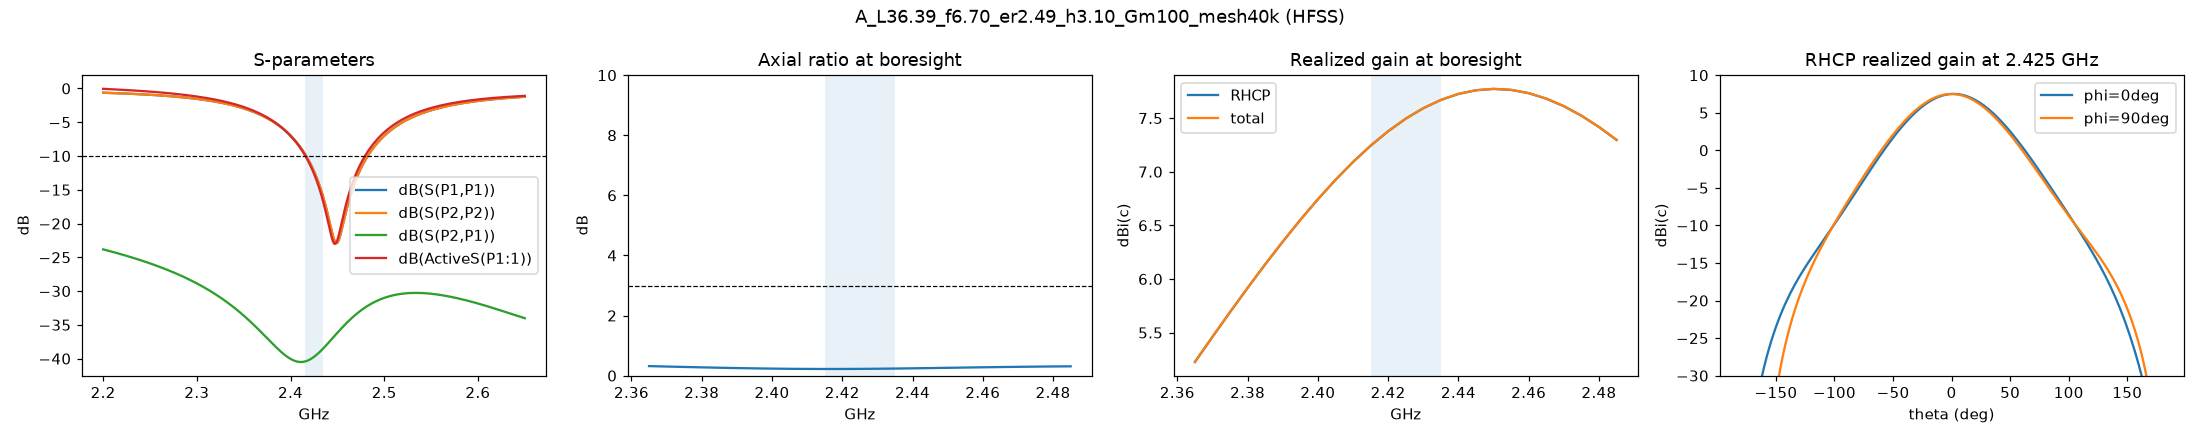 A_L36.39_f6.70_er2.49_h3.10_Gm100_mesh40k (HFSS)
S-parameters
0
−5
−10
−15
−20
−25
−30
−35
−40
dB
2.2
2.3
2.4
2.5
2.6
GHz
dB(S(P1,P1))
dB(S(P2,P2))
dB(S(P2,P1))
dB(ActiveS(P1:1))
Axial ratio at boresight
10
8
6
4
2
0
dB
2.36
2.38
2.40
2.42
2.44
2.46
2.48
GHz
Realized gain at boresight
7.5
7.0
6.5
6.0
5.5
dBi(c)
2.36
2.38
2.40
2.42
2.44
2.46
2.48
GHz
RHCP
total
RHCP realized gain at 2.425 GHz
10
5
0
−5
−10
−15
−20
−25
−30
dBi(c)
−150
−100
−50
0
50
100
150
theta (deg)
phi=0deg
phi=90deg